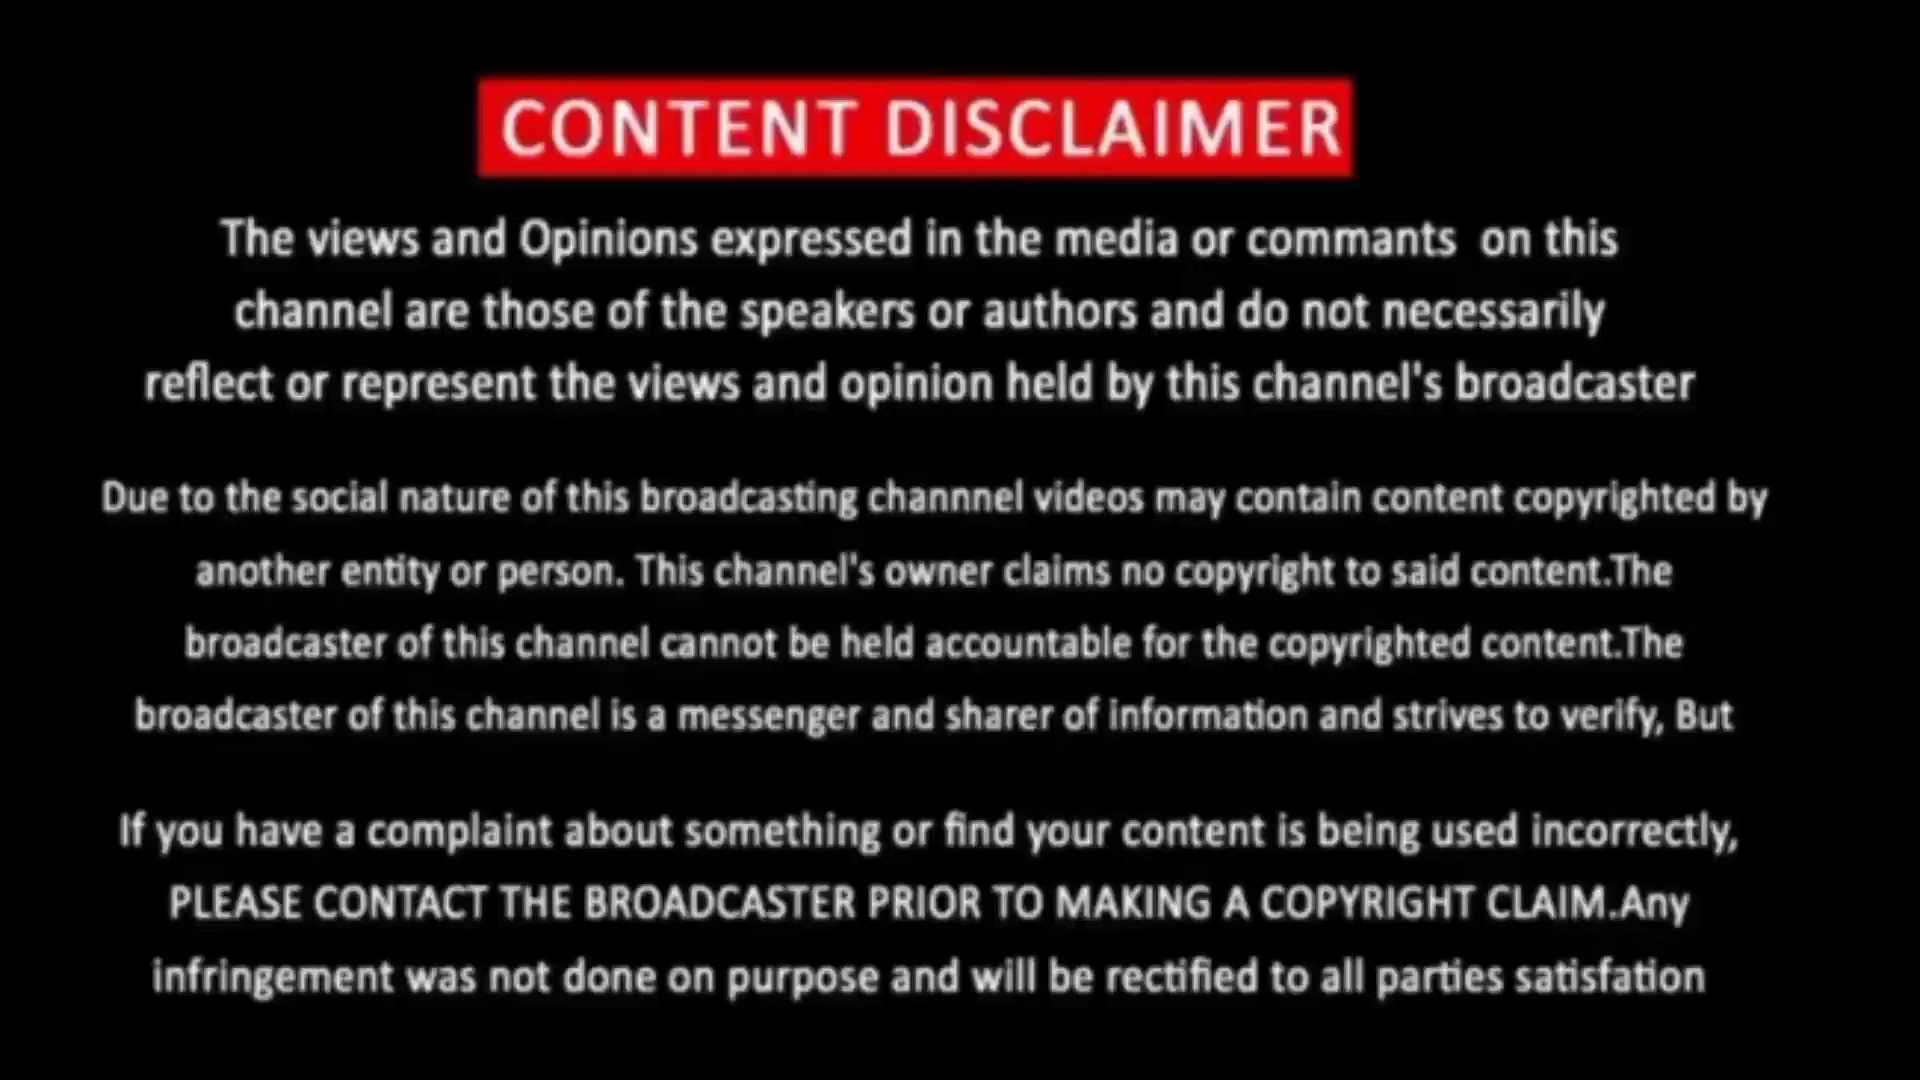 CONTENT DISCLAIMER
The views and Opinions expressed in the media or commants on this
channel are those of the speakers or authors and do not necessarily
reflect or represent the views and opinion held by this channel's broadcaster
Due to the social nature of this broadcasting channnel videos may contain content copyrighted by
another entity or person. This channel's owner claims no copyright to said content.The
broadcaster of this channel cannot be held accountable for the copyrighted content.The
broadcaster of this channel is a messenger and sharer of information and strives to verify, But
If you have a complaint about something or find your content is being used incorrectly,
PLEASE CONTACT THE BROADCASTER PRIOR TO MAKING A COPYRIGHT CLAIM.Any
infringement was not done on purpose and will be rectified to all parties satisfation